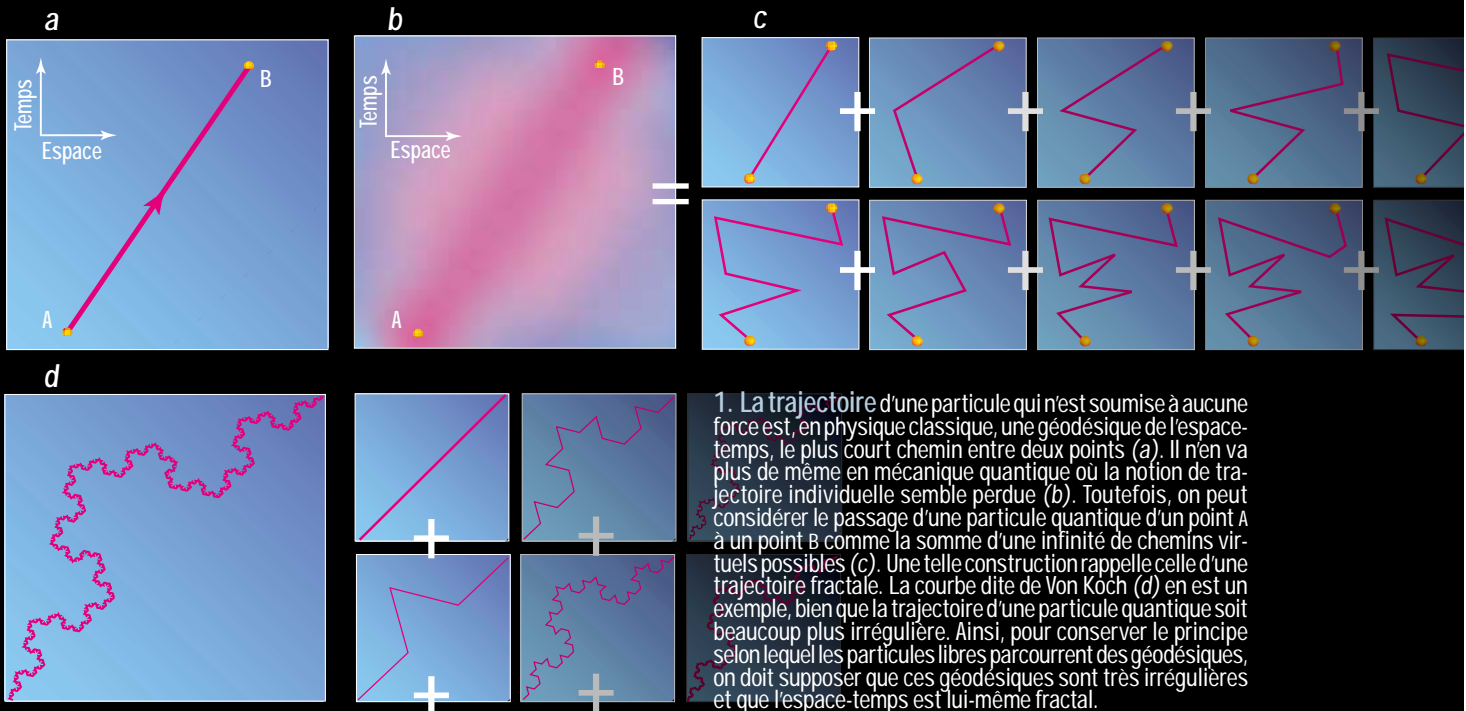 a
b
c
Temps
Espace
A
B
Temps
Espace
A
B
=
+ + + +
+ + + +
d
+ +
+ +
1. La trajectoire d'une particule qui n'est soumise à aucune
force est, en physique classique, une géodésique de l'espace-
temps, le plus court chemin entre deux points (a). Il n'en va
plus de même en mécanique quantique où la notion de tra-
jectoire individuelle semble perdue (b). Toutefois, on peut
considérer le passage d'une particule quantique d'un point A
à un point B comme la somme d'une infinité de chemins vir-
tuels possibles (c). Une telle construction rappelle celle d'une
trajectoire fractale. La courbe dite de Von Koch (d) en est un
exemple, bien que la trajectoire d'une particule quantique soit
beaucoup plus irrégulière. Ainsi, pour conserver le principe
selon lequel les particules libres parcourrent des géodésiques,
on doit supposer que ces géodésiques sont très irrégulières
et que l'espace-temps est lui-même fractal.